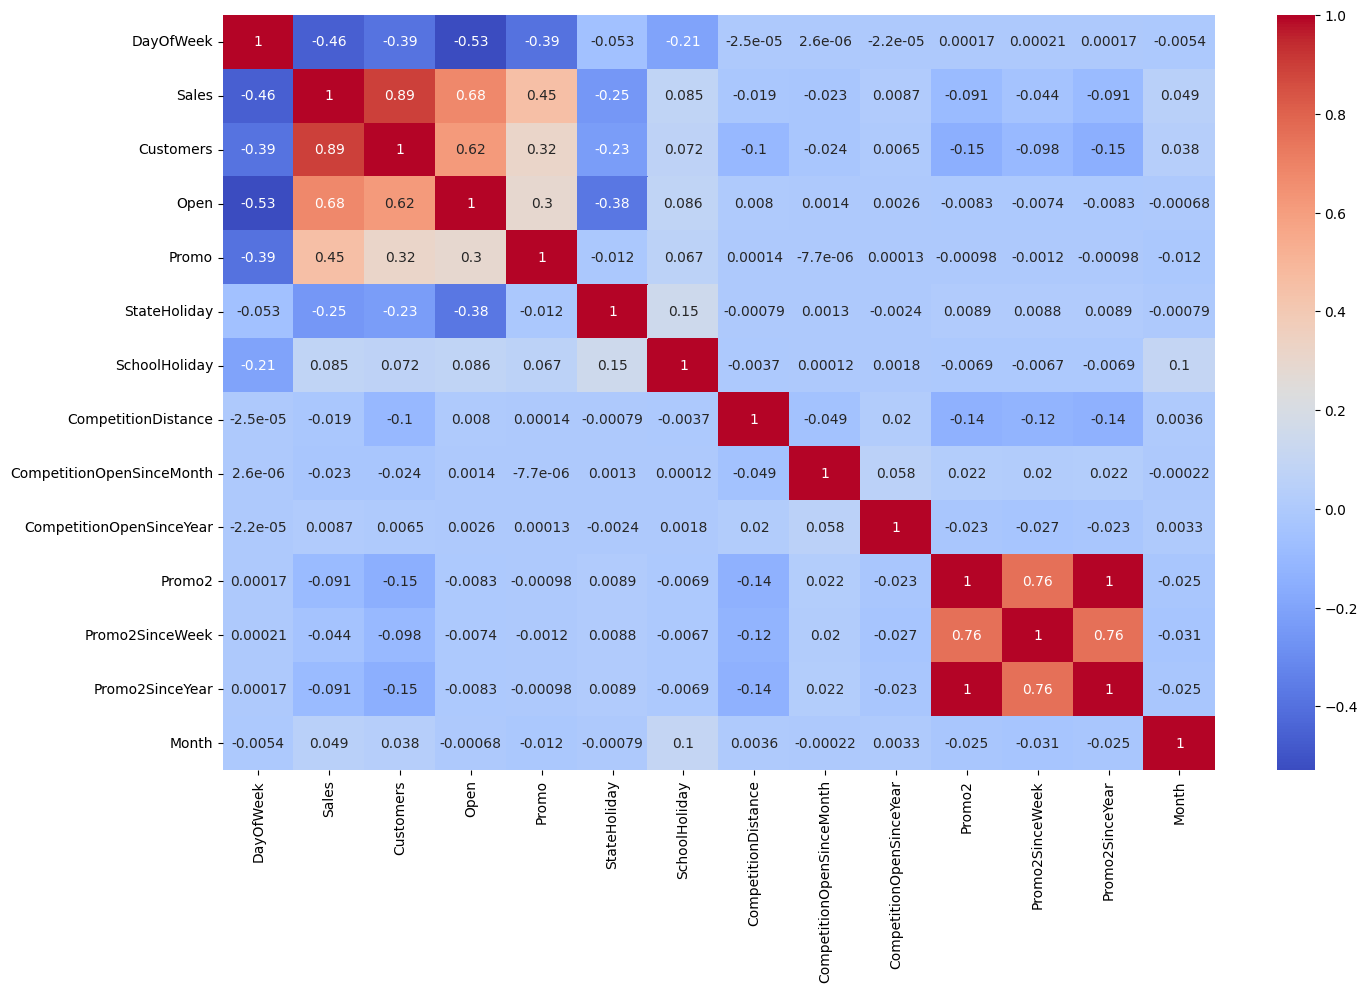 DayOfWeek 1 -0.46 -0.39 -0.53 -0.39 -0.053 -0.21 -2.5e-05 2.6e-06 -2.2e-05 0.00017 0.00021 0.00017 -0.0054
Sales -0.46 1 0.89 0.68 0.45 -0.25 0.085 -0.019 -0.023 0.0087 -0.091 -0.044 -0.091 0.049
Customers -0.39 0.89 1 0.62 0.32 -0.23 0.072 -0.1 -0.024 0.0065 -0.15 -0.098 -0.15 0.038
Open -0.53 0.68 0.62 1 0.3 -0.38 0.086 0.008 0.0014 0.0026 -0.0083 -0.0074 -0.0083 -0.00068
Promo -0.39 0.45 0.32 0.3 1 -0.012 0.067 0.00014 -7.7e-06 0.00013 -0.00098 -0.0012 -0.00098 -0.012
StateHoliday -0.053 -0.25 -0.23 -0.38 -0.012 1 0.15 -0.00079 0.0013 -0.0024 0.0089 0.0088 0.0089 -0.00079
SchoolHoliday -0.21 0.085 0.072 0.086 0.067 0.15 1 -0.0037 0.00012 0.0018 -0.0069 -0.0067 -0.0069 0.1
CompetitionDistance -2.5e-05 -0.019 -0.1 0.008 0.00014 -0.00079 -0.0037 1 -0.049 0.02 -0.14 -0.12 -0.14 0.0036
CompetitionOpenSinceMonth 2.6e-06 -0.023 -0.024 0.0014 -7.7e-06 0.0013 0.00012 -0.049 1 0.058 0.022 0.02 0.022 -0.00022
CompetitionOpenSinceYear -2.2e-05 0.0087 0.0065 0.0026 0.00013 -0.0024 0.0018 0.02 0.058 1 -0.023 -0.027 -0.023 0.0033
Promo2 0.00017 -0.091 -0.15 -0.0083 -0.00098 0.0089 -0.0069 -0.14 0.022 -0.023 1 0.76 1 -0.025
Promo2SinceWeek 0.00021 -0.044 -0.098 -0.0074 -0.0012 0.0088 -0.0067 -0.12 0.02 -0.027 0.76 1 0.76 -0.031
Promo2SinceYear 0.00017 -0.091 -0.15 -0.0083 -0.00098 0.0089 -0.0069 -0.14 0.022 -0.023 1 0.76 1 -0.025
Month -0.0054 0.049 0.038 -0.00068 -0.012 -0.00079 0.1 0.0036 -0.00022 0.0033 -0.025 -0.031 -0.025 1
DayOfWeek
Sales
Customers
Open
Promo
StateHoliday
SchoolHoliday
CompetitionDistance
CompetitionOpenSinceMonth
CompetitionOpenSinceYear
Promo2
Promo2SinceWeek
Promo2SinceYear
Month
1.0
0.8
0.6
0.4
0.2
0.0
−0.2
−0.4